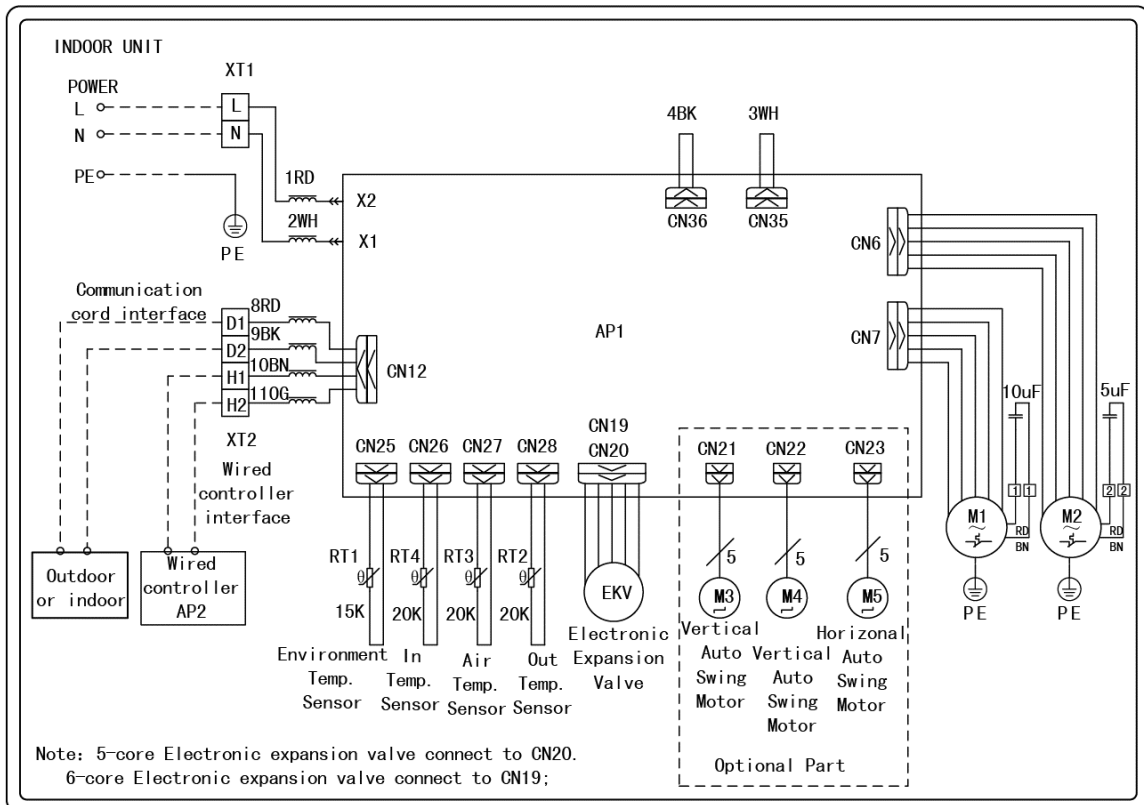 INDOOR UNIT
POWER
L
N
PE
XT1
L
N
PE
1RD
2WH
X2
X1
4BK
3WH
CN36
CN35
CN6
CN7
AP1
Communication
cord interface
8RD
9BK
10BN
11OG
D1
D2
H1
H2
CN12
XT2
Wired
controller
interface
Outdoor
or indoor
Wired
controller
AP2
CN25
CN26
CN27
CN28
CN19
CN20
CN21
CN22
CN23
10uF
5uF
1 1
2 2
M1
~
RD
BN
M2
~
RD
BN
PE
PE
RT1
RT4
RT3
RT2
θ
θ
θ
θ
15K
20K
20K
20K
EKV
5
5
5
M3
M4
M5
Environment
Temp.
Sensor
In
Temp.
Sensor
Air
Temp.
Sensor
Out
Temp.
Sensor
Electronic
Expansion
Valve
Vertical
Auto
Swing
Motor
Vertical
Auto
Swing
Motor
Horizonal
Auto
Swing
Motor
Optional Part
Note: 5-core Electronic expansion valve connect to CN20.
6-core Electronic expansion valve connect to CN19;